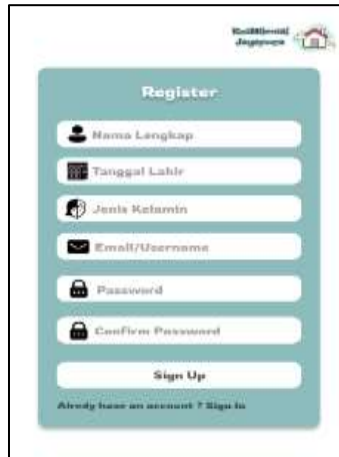 Register
Nama Lengkap
Tanggal Lahir
Jenis Kelamin
Email/Username
Password
Confirm Password
Sign Up
Alredy have an account ? Sign In